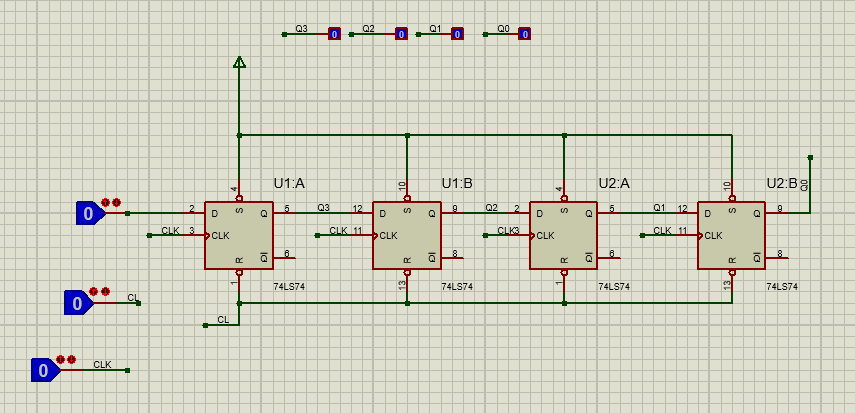 Q3 0 Q2 0 Q1 0 Q0 0
U1:A U1:B U2:A U2:B
4 10 4 10
Q0
0 2 D S Q 5 Q3 12 D S Q 9 Q2 2 D S Q 5 Q1 12 D S Q 9
CLK 3 CLK CLK 11 CLK CLK 3 CLK CLK 11 CLK
R Q 6 R Q 8 R Q 6 R Q 8
1 74LS74 13 74LS74 1 74LS74 13 74LS74
0 CL
CL
0 CLK